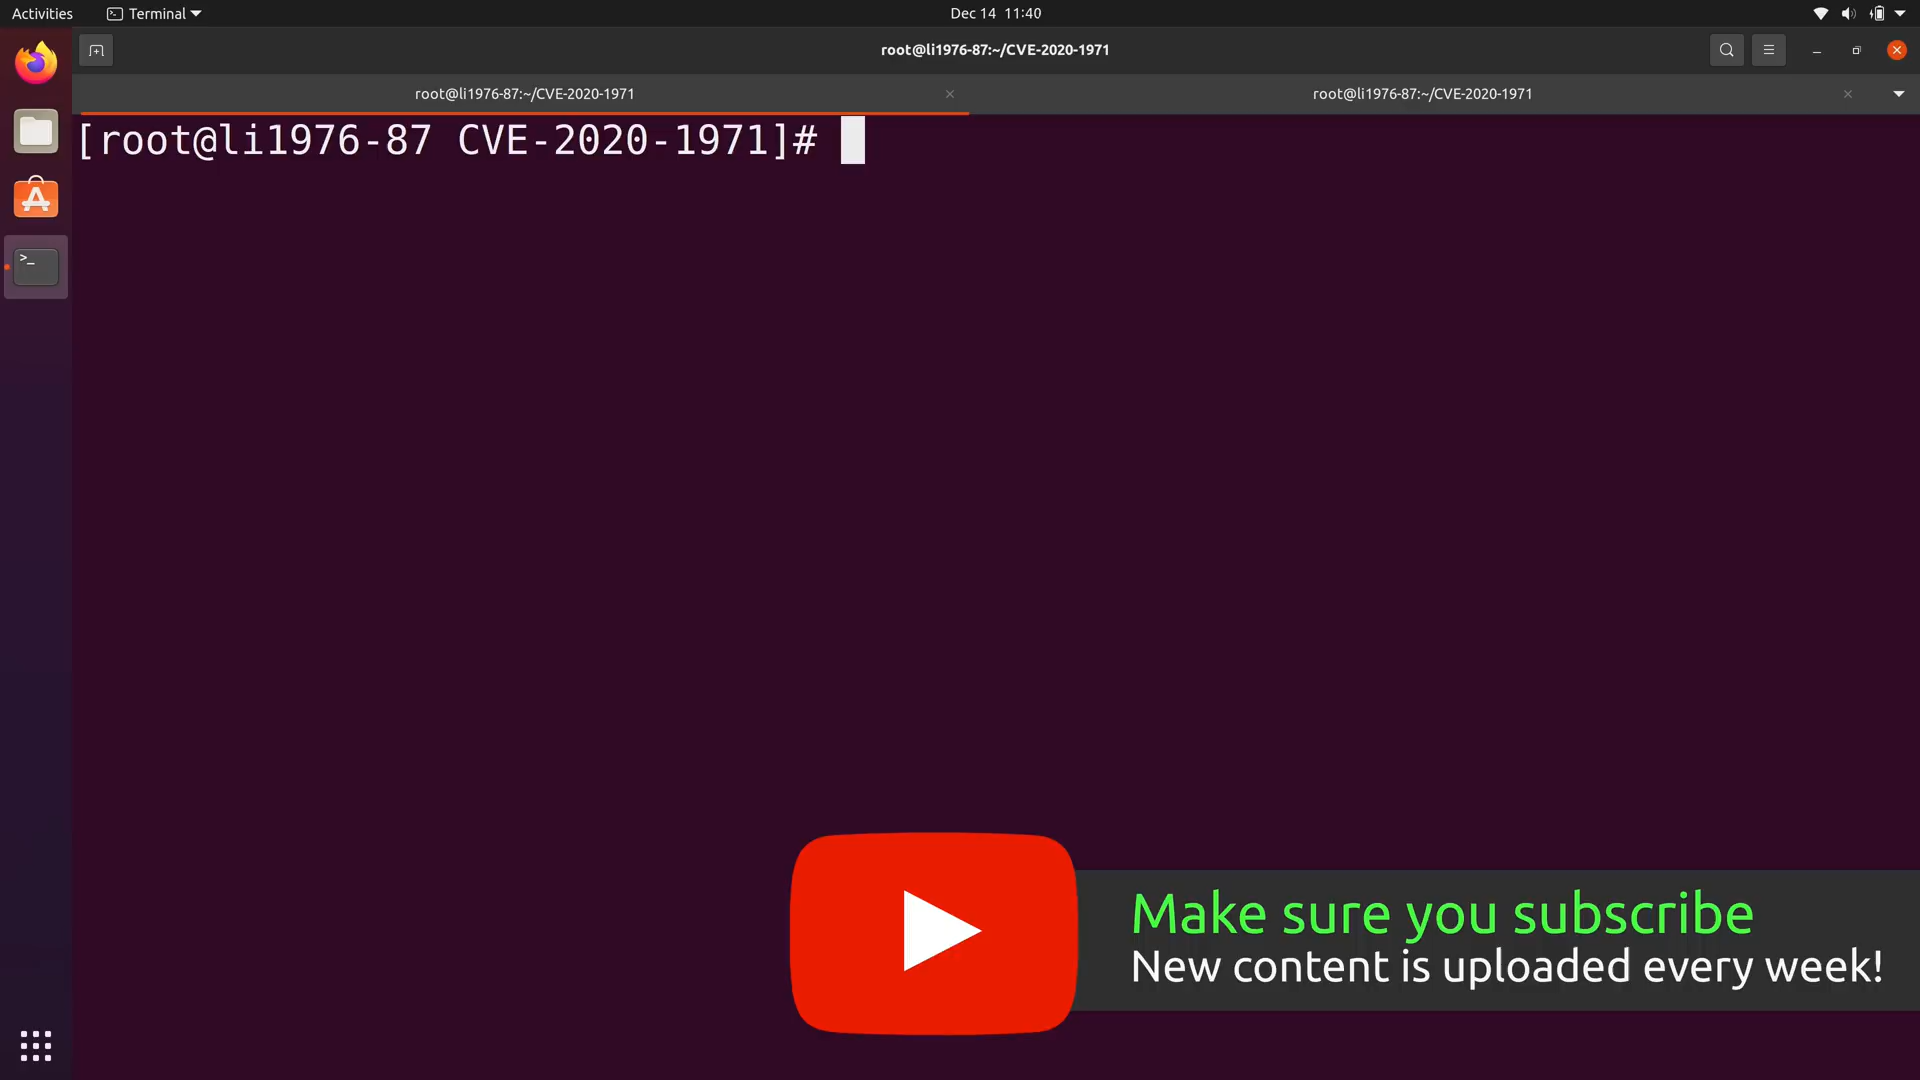 Activities
Terminal
Dec 14 11:40
root@li1976-87:~/CVE-2020-1971
root@li1976-87:~/CVE-2020-1971
root@li1976-87:~/CVE-2020-1971
[root@li1976-87 CVE-2020-1971]#
>_
Make sure you subscribe
New content is uploaded every week!